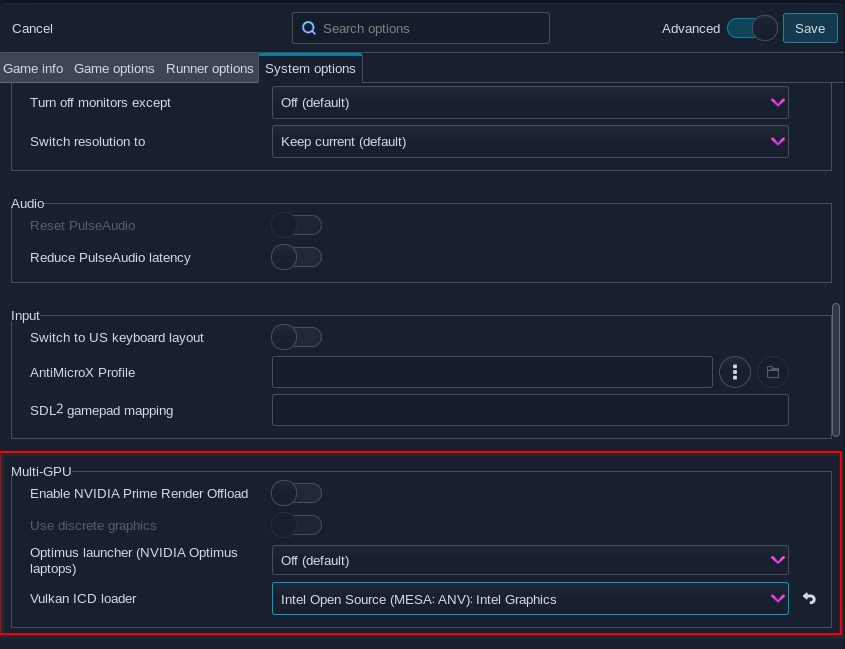 Cancel
Search options
Advanced
Save
Game info
Game options
Runner options
System options
Turn off monitors except
Off (default)
Switch resolution to
Keep current (default)
Audio
Reset PulseAudio
Reduce PulseAudio latency
Input
Switch to US keyboard layout
AntiMicroX Profile
SDL2 gamepad mapping
Multi-GPU
Enable NVIDIA Prime Render Offload
Use discrete graphics
Optimus launcher (NVIDIA Optimus
laptops)
Off (default)
Vulkan ICD loader
Intel Open Source (MESA: ANV): Intel Graphics